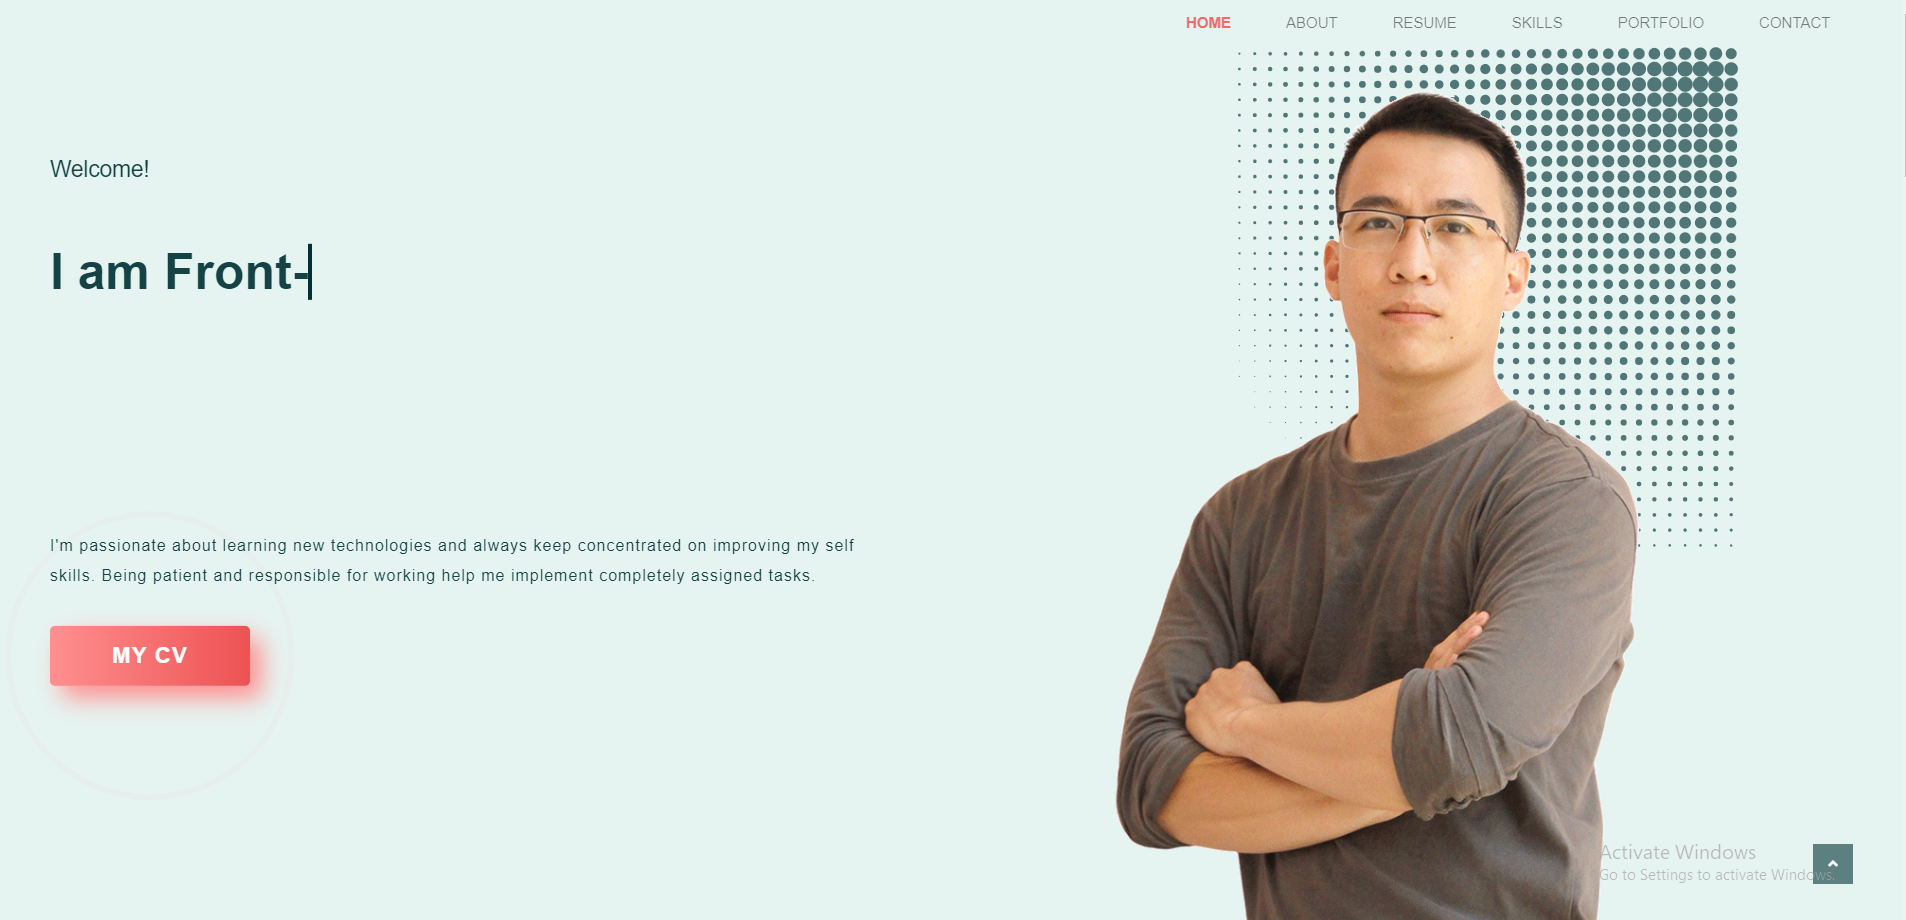 HOME ABOUT RESUME SKILLS PORTFOLIO CONTACT
Welcome!
I am Front-
I'm passionate about learning new technologies and always keep concentrated on improving my self
skills. Being patient and responsible for working help me implement completely assigned tasks.
MY CV
Activate Windows
Go to Settings to activate Windows.